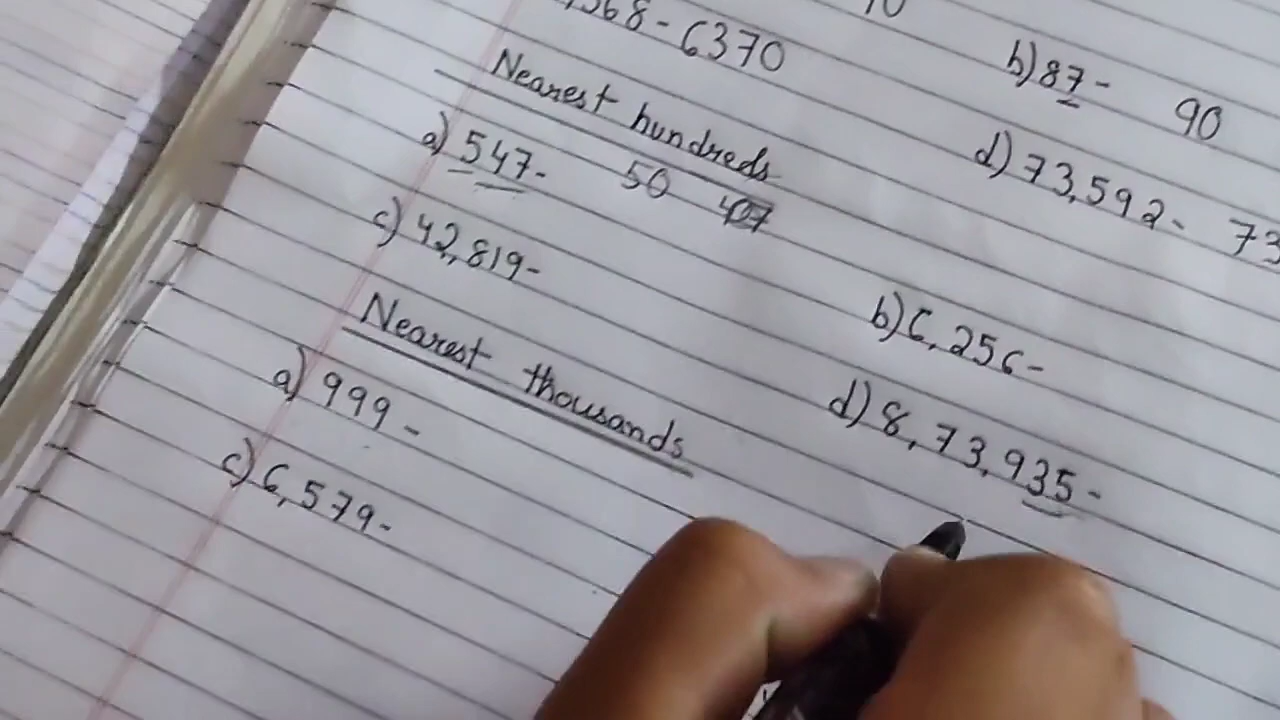 368 - 6370
b) 87 - 90
d) 73,592 - 73
Nearest hundreds
a) 547 - 50
b) 6,256 -
c) 42,819 -
d) 8,73,935 -
Nearest thousands
a) 999 -
c) 6,579 -